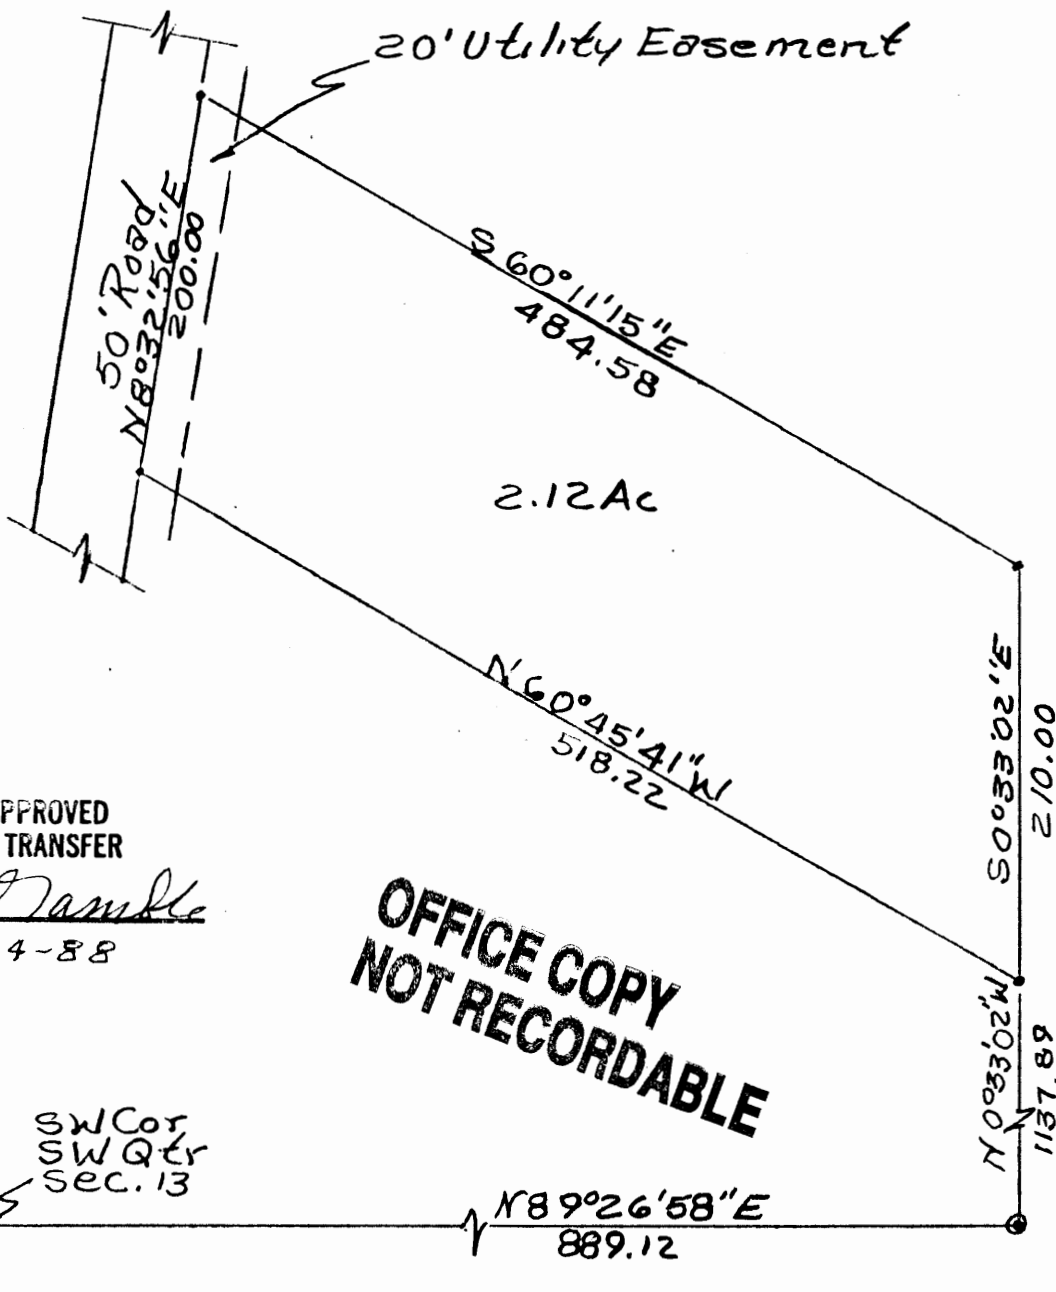 20' Utility Easement
50' Road
N8°32'56"E
200.00
S 60°11'15"E
484.58
2.12Ac
N 60°45'41"W
518.22
S0°33'02"E
210.00
PPROVED
TRANSFER
Gamble
4-88
OFFICE COPY
NOT RECORDABLE
N 0°33'02"W
1137.89
SW Cor
SW Qtr
Sec. 13
N89°26'58"E
889.12